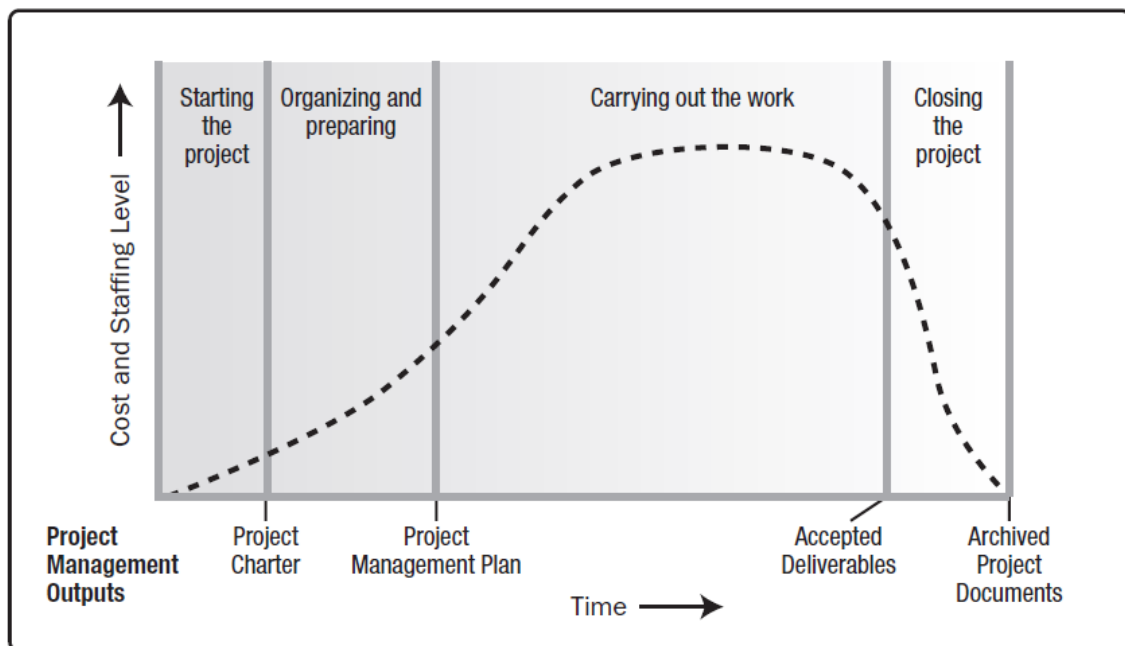 Starting
the
project
Organizing and
preparing
Carrying out the work
Closing
the
project
Cost and Staffing Level
Project
Management
Outputs
Project
Charter
Project
Management Plan
Accepted
Deliverables
Archived
Project
Documents
Time